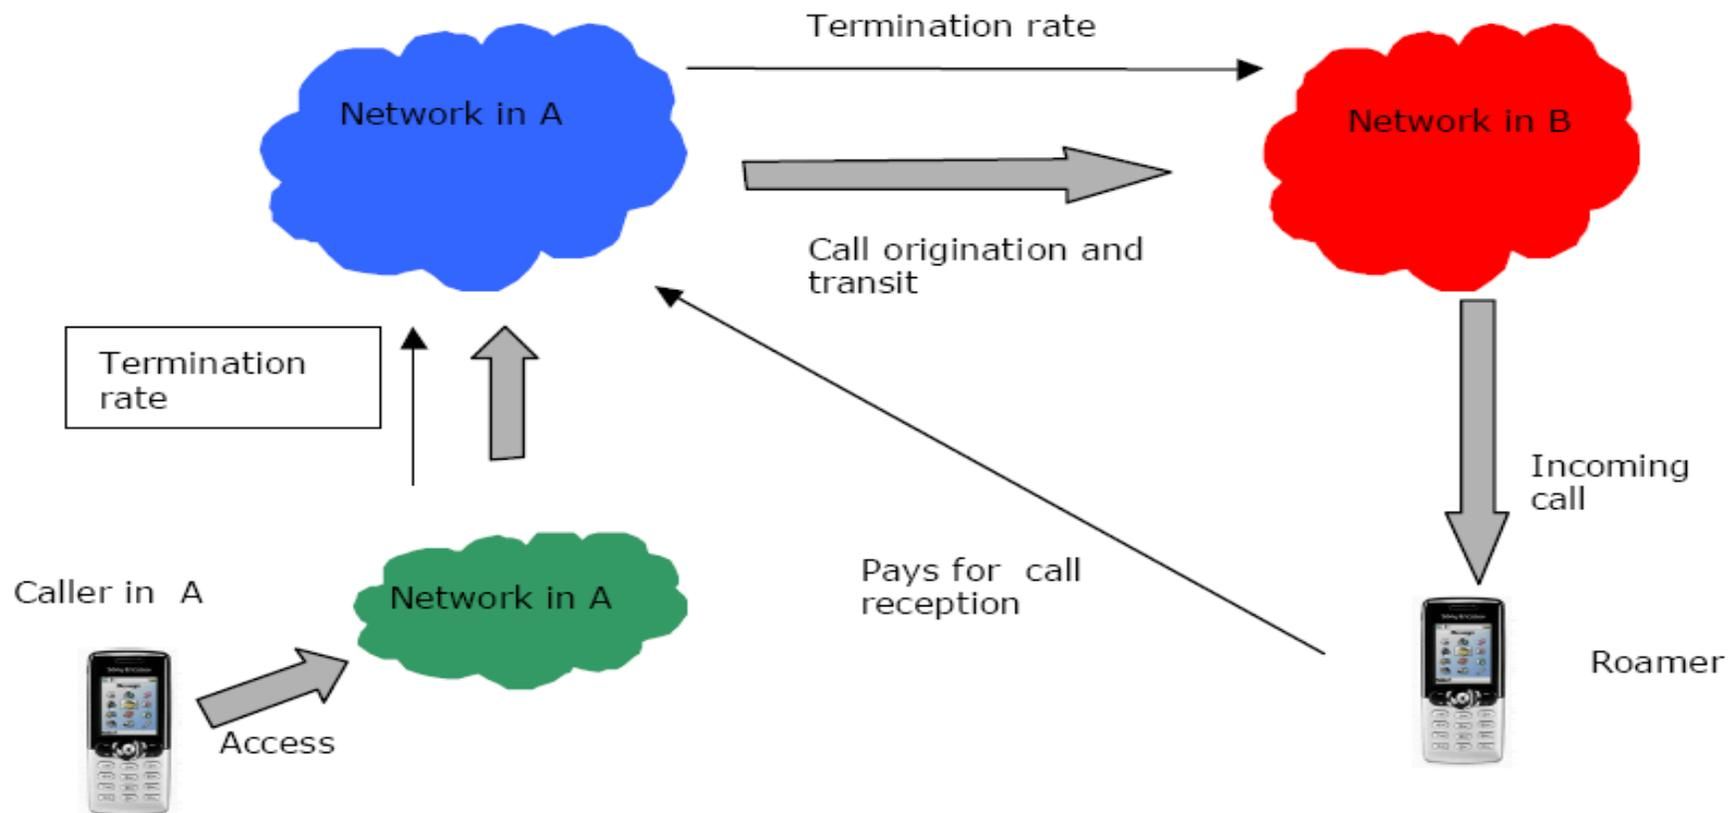 Termination rate
Network in A
Network in B
Call origination and
transit
Termination
rate
Incoming
call
Pays for call
reception
Caller in A
Network in A
Roamer
Access